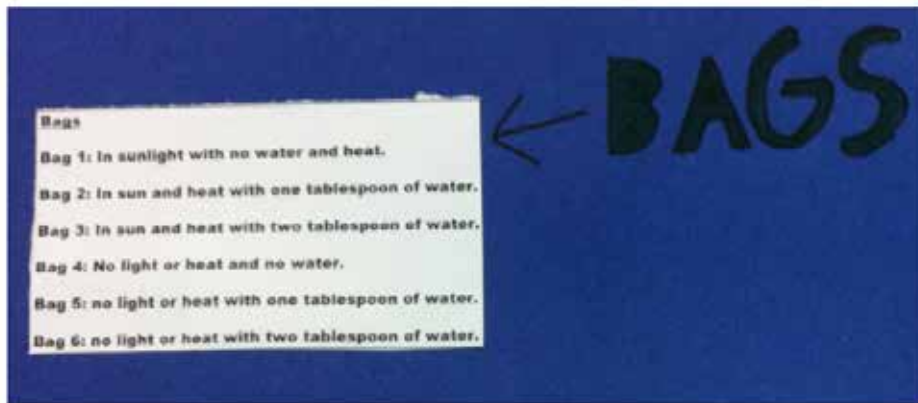 BAGS
Bags
Bag 1: In sunlight with no water and heat.
Bag 2: In sun and heat with one tablespoon of water.
Bag 3: In sun and heat with two tablespoon of water.
Bag 4: No light or heat and no water.
Bag 5: no light or heat with one tablespoon of water.
Bag 6: no light or heat with two tablespoon of water.